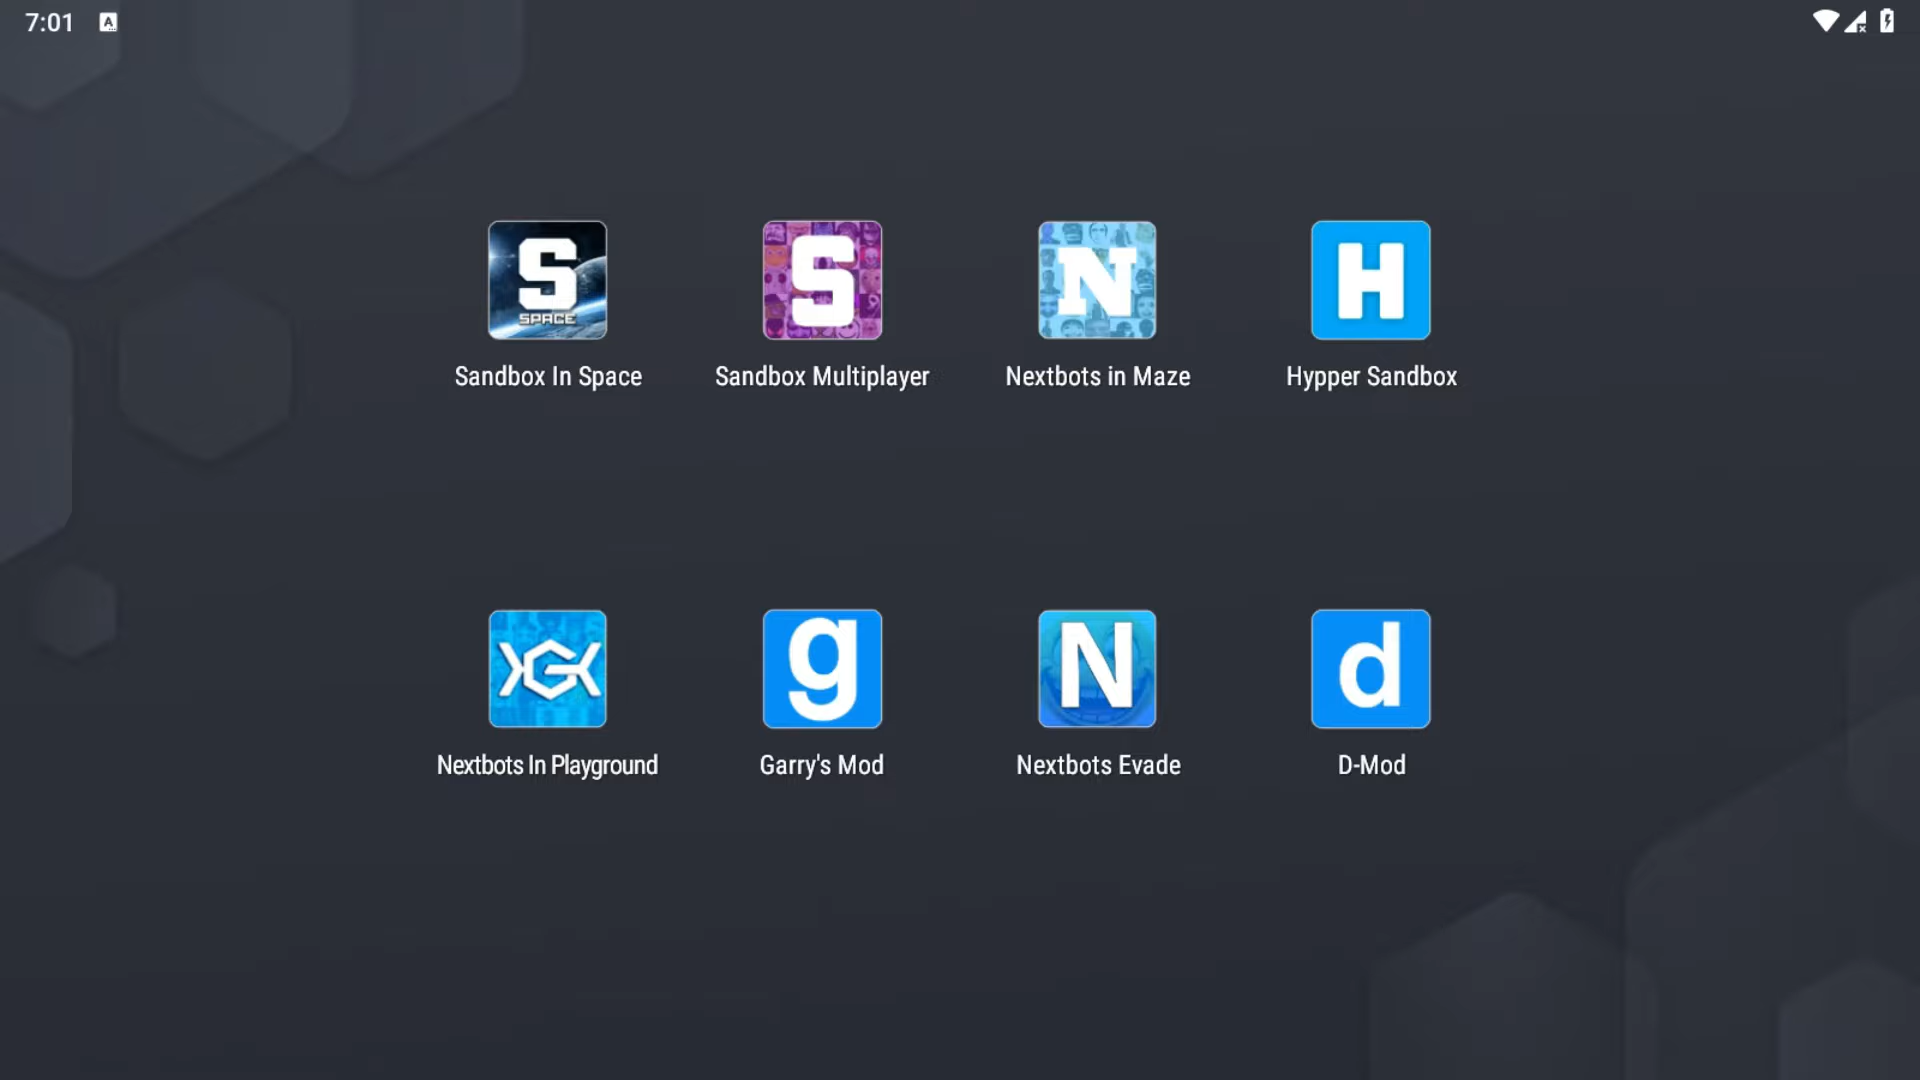 7:01 A
S
SPACE
S
N
H
Sandbox In Space
Sandbox Multiplayer
Nextbots in Maze
Hypper Sandbox
XGK
g
N
d
Nextbots In Playground
Garry's Mod
Nextbots Evade
D-Mod